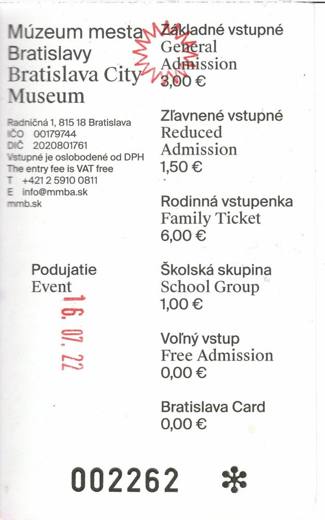 Múzeum mesta
Bratislavy
Bratislava City
Museum
Radničná 1, 815 18 Bratislava
IČO 00179744
DIČ 2020801761
Vstupné je oslobodené od DPH
The entry fee is VAT free
T +421 2 5910 0811
E info@mmba.sk
mmb.sk
Podujatie
Event
16.07.22
Základné vstupné
General
Admission
3,00 €
Zľavnené vstupné
Reduced
Admission
1,50 €
Rodinná vstupenka
Family Ticket
6,00 €
Školská skupina
School Group
1,00 €
Voľný vstup
Free Admission
0,00 €
Bratislava Card
0,00 €
002262